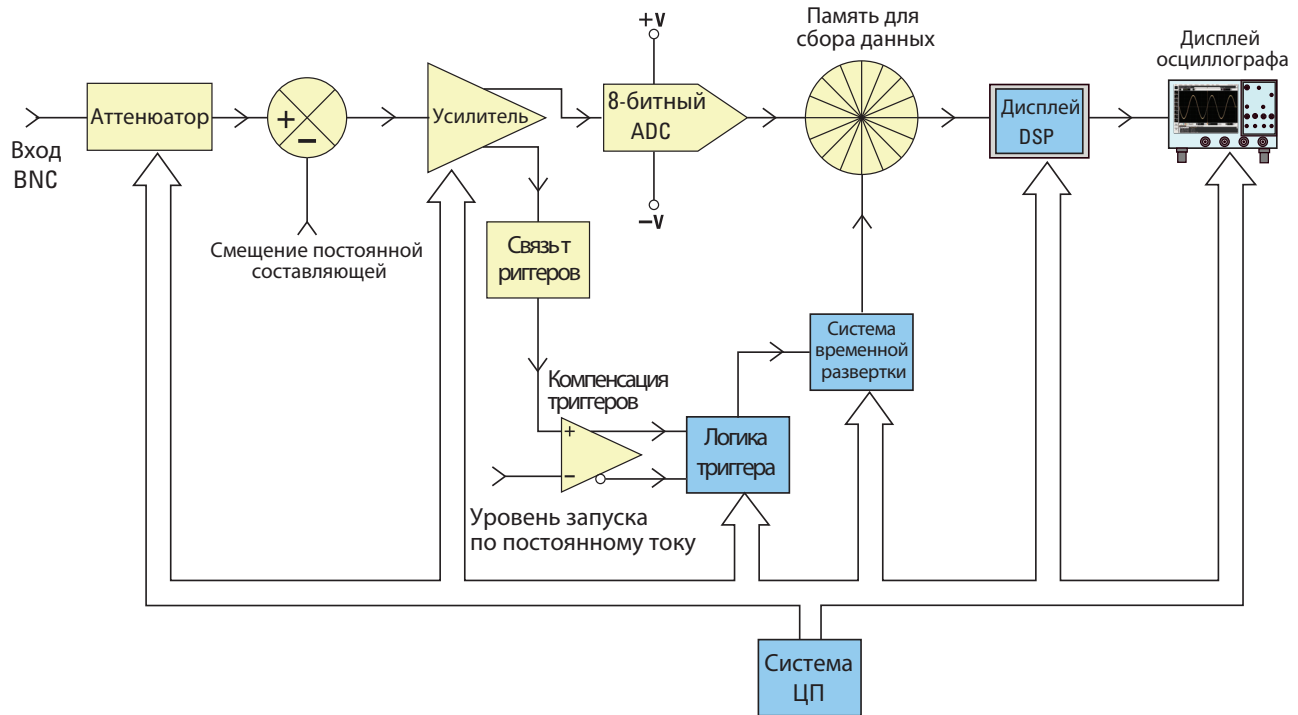 +v
Память для
сбора данных
Дисплей
осциллографа
Аттенюатор
+
−
Усилитель
8-битный
ADC
Дисплей
DSP
Вход
BNC
−v
Смещение постоянной
составляющей
Связь т
риггеров
Система
временной
развертки
Компенсация
триггеров
+
−
Логика
триггера
Уровень запуска
по постоянному току
Система
ЦП